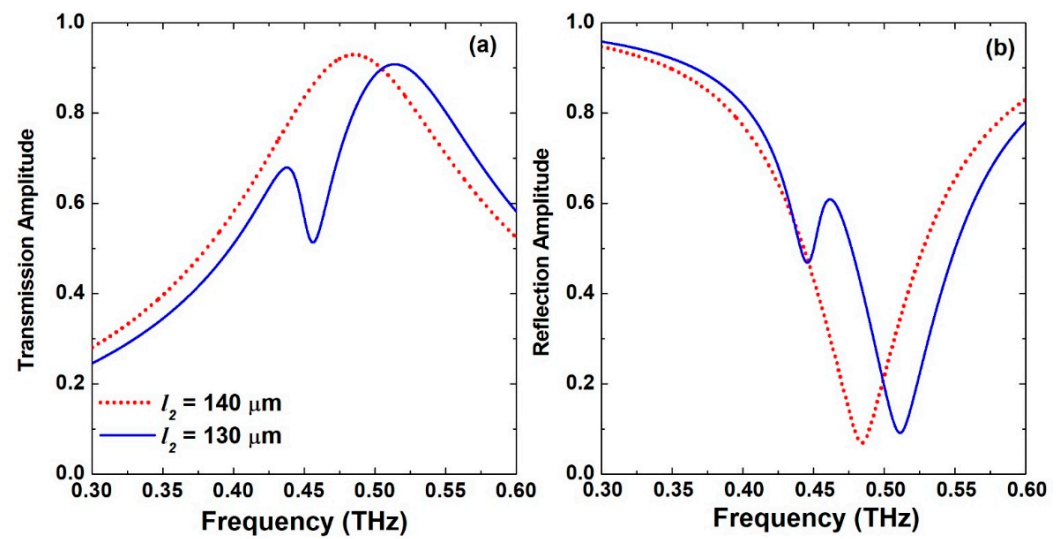 (a)
Transmission Amplitude
1.0
0.8
0.6
0.4
0.2
0.0
l2 = 140 μm
l2 = 130 μm
0.30 0.35 0.40 0.45 0.50 0.55 0.60
Frequency (THz)
(b)
Reflection Amplitude
1.0
0.8
0.6
0.4
0.2
0.0
0.30 0.35 0.40 0.45 0.50 0.55 0.60
Frequency (THz)